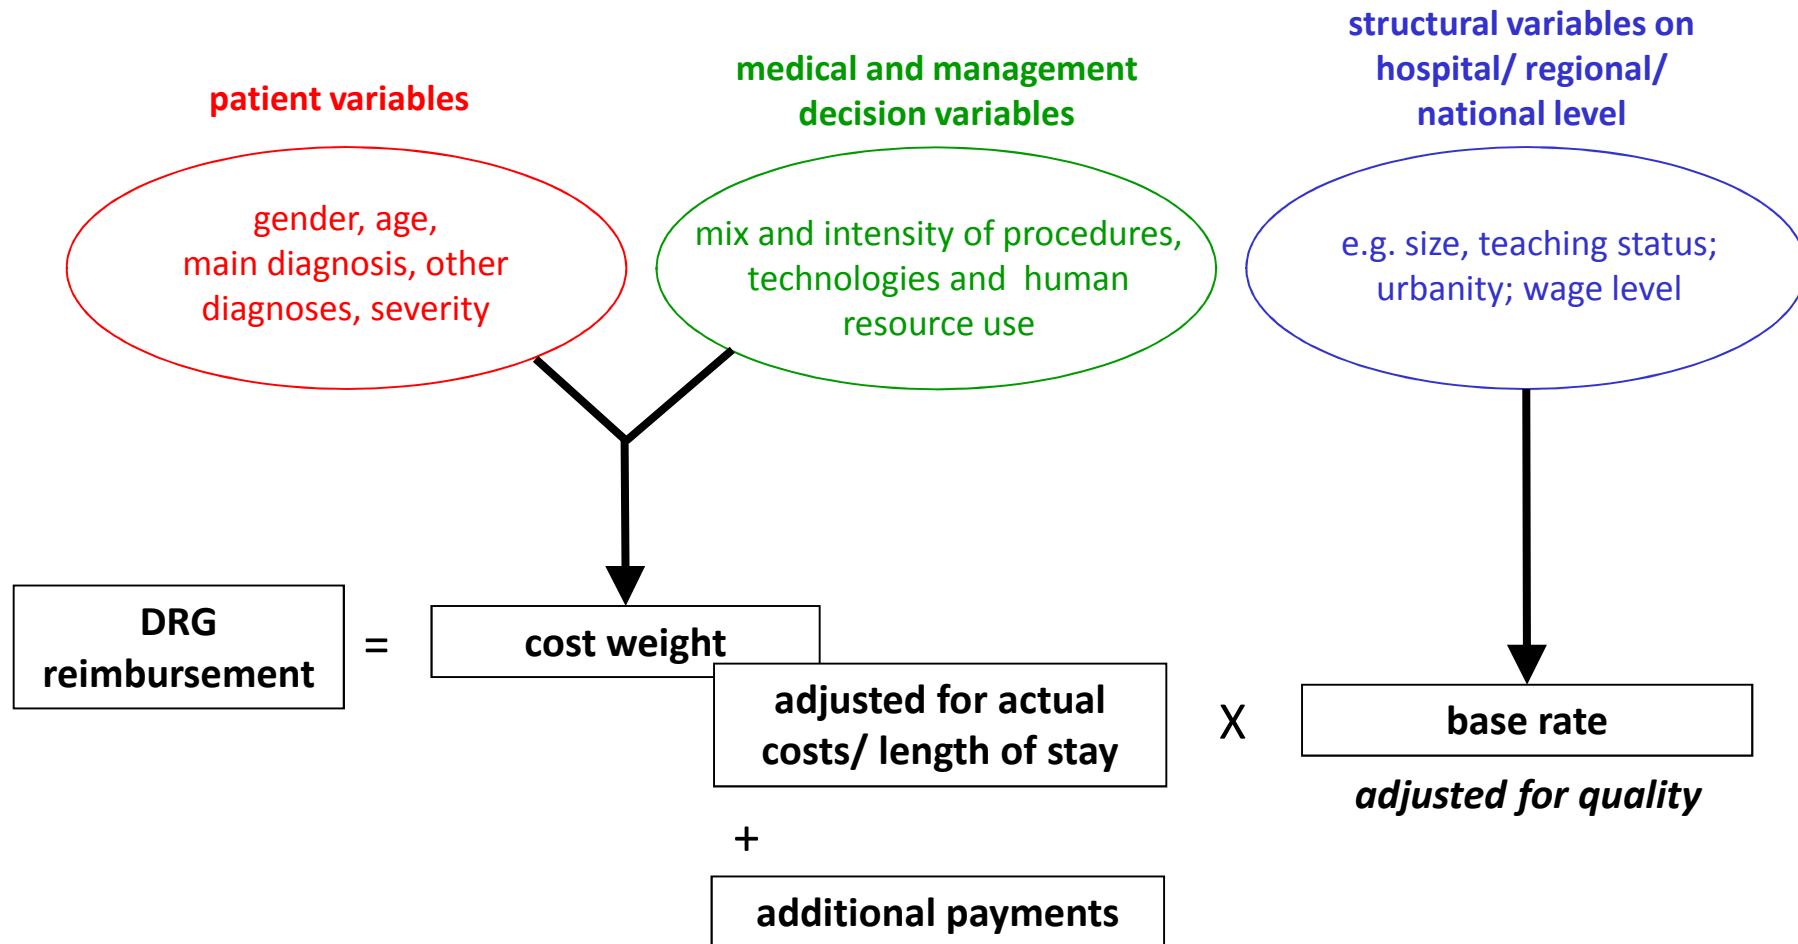 patient variables
medical and management
decision variables
structural variables on
hospital/ regional/
national level
gender, age,
main diagnosis, other
diagnoses, severity
mix and intensity of procedures,
technologies and human
resource use
e.g. size, teaching status;
urbanity; wage level
DRG
reimbursement
=
cost weight
adjusted for actual
costs/ length of stay
X
base rate
adjusted for quality
+
additional payments